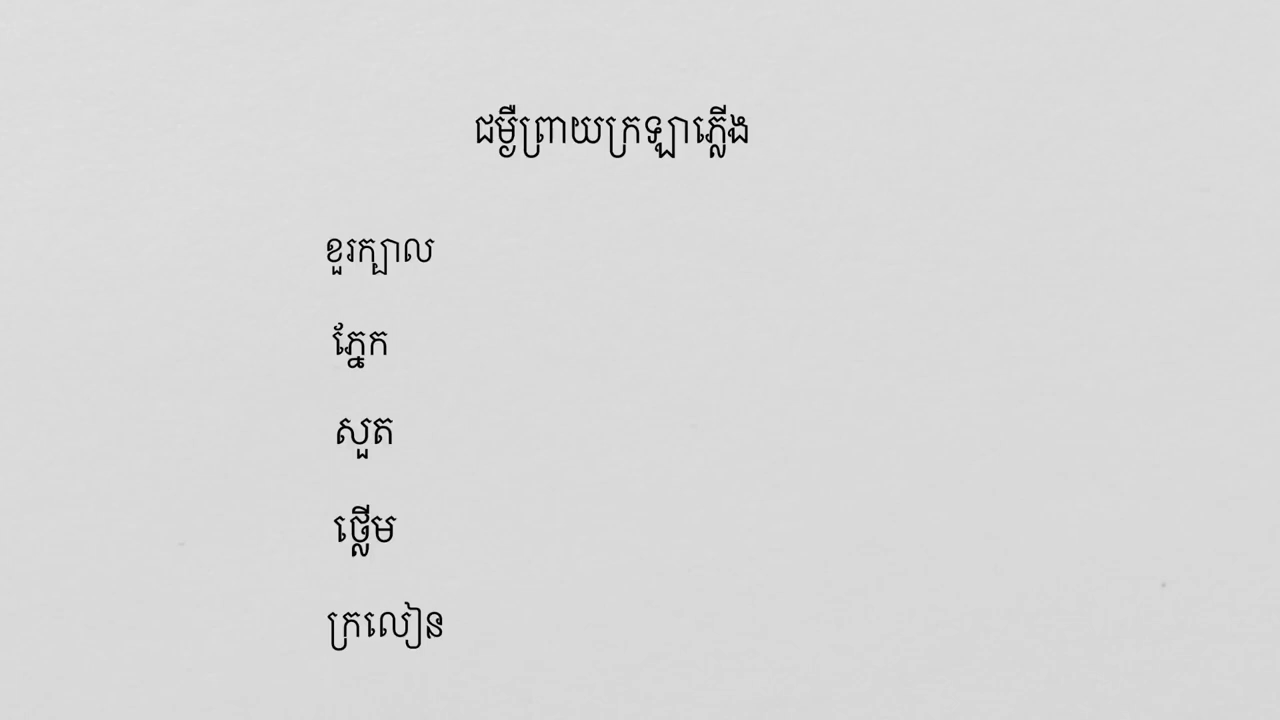 ជម្ងឺព្រាយក្រឡាភ្លើង
ខួរក្បាល
ភ្នែក
សួត
ថ្លើម
ក្រលៀន